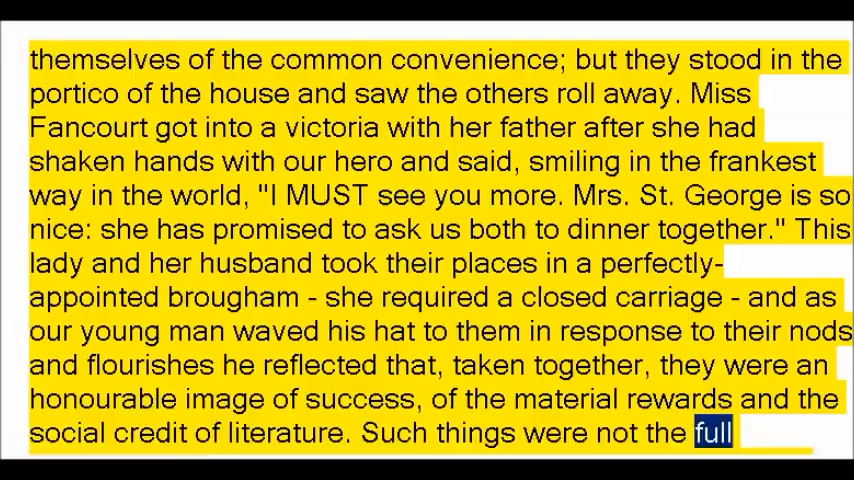 themselves of the common convenience; but they stood in the
portico of the house and saw the others roll away. Miss
Fancourt got into a victoria with her father after she had
shaken hands with our hero and said, smiling in the frankest
way in the world, "I MUST see you more. Mrs. St. George is so
nice: she has promised to ask us both to dinner together." This
lady and her husband took their places in a perfectly-
appointed brougham - she required a closed carriage - and as
our young man waved his hat to them in response to their nods
and flourishes he reflected that, taken together, they were an
honourable image of success, of the material rewards and the
social credit of literature. Such things were not the full